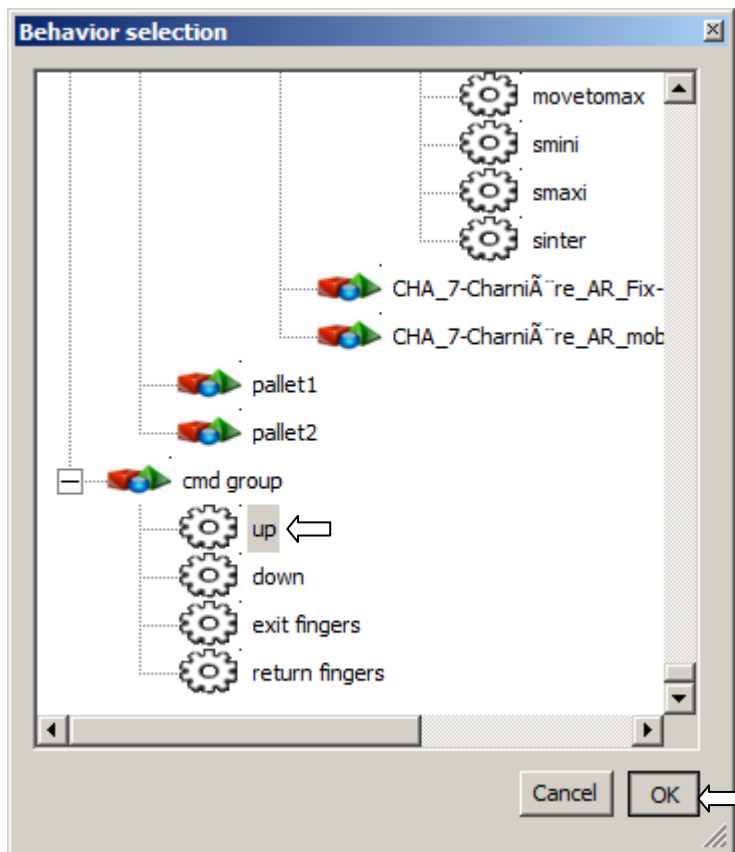 Behavior selection
movetomax
smini
smaxi
sinter
CHA_7-CharniÃ¨re_AR_Fix-
CHA_7-CharniÃ¨re_AR_mob
pallet1
pallet2
cmd group
up
down
exit fingers
return fingers
Cancel
OK